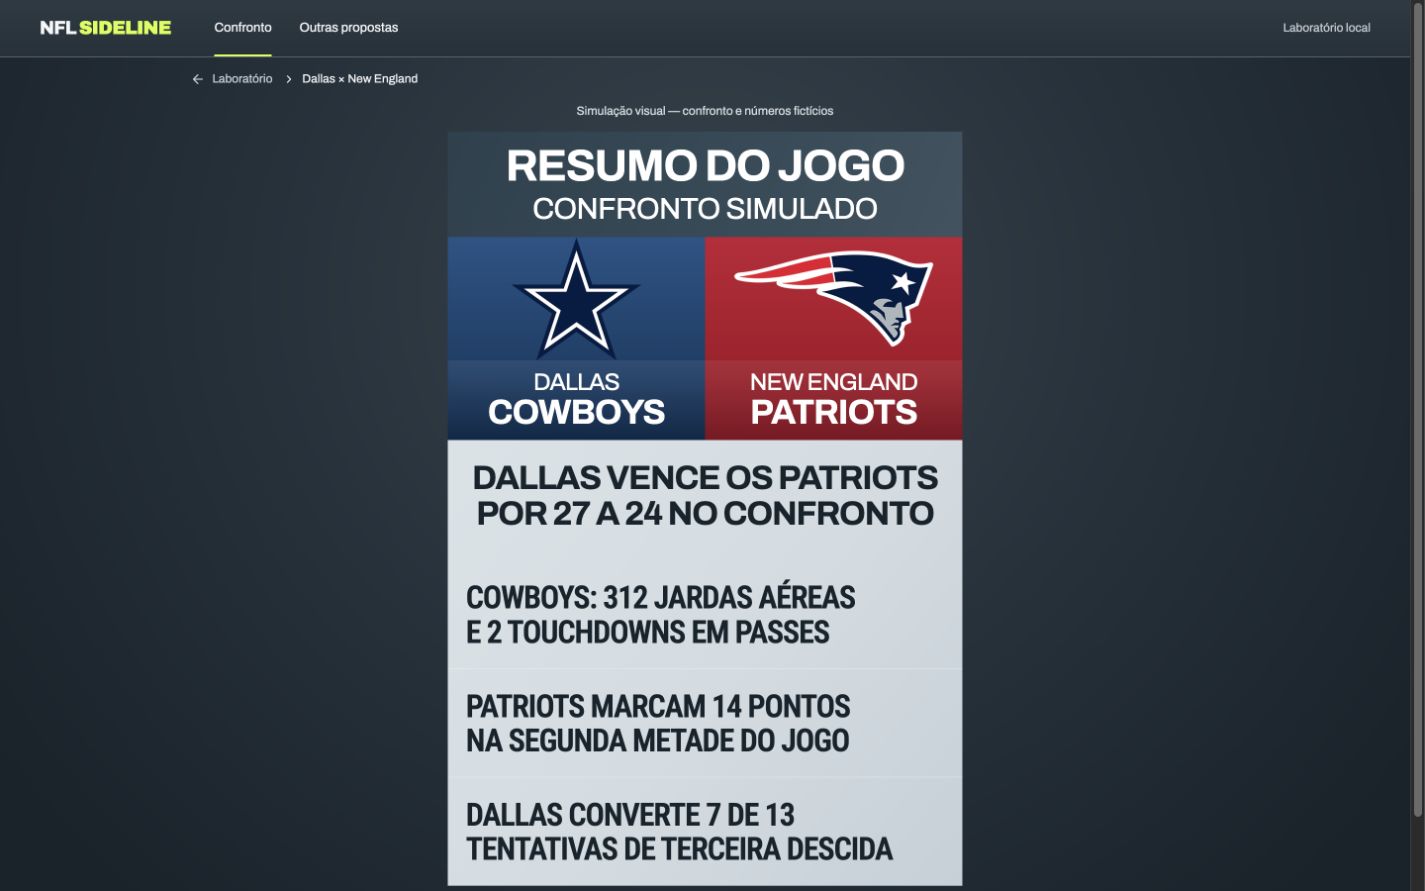 NFL SIDELINE
Confronto
Outras propostas
Laboratório local
Laboratório
Dallas × New England
Simulação visual — confronto e números fictícios
RESUMO DO JOGO
CONFRONTO SIMULADO
DALLAS
COWBOYS
NEW ENGLAND
PATRIOTS
DALLAS VENCE OS PATRIOTS
POR 27 A 24 NO CONFRONTO
COWBOYS: 312 JARDAS AÉREAS
E 2 TOUCHDOWNS EM PASSES
PATRIOTS MARCAM 14 PONTOS
NA SEGUNDA METADE DO JOGO
DALLAS CONVERTE 7 DE 13
TENTATIVAS DE TERCEIRA DESCIDA